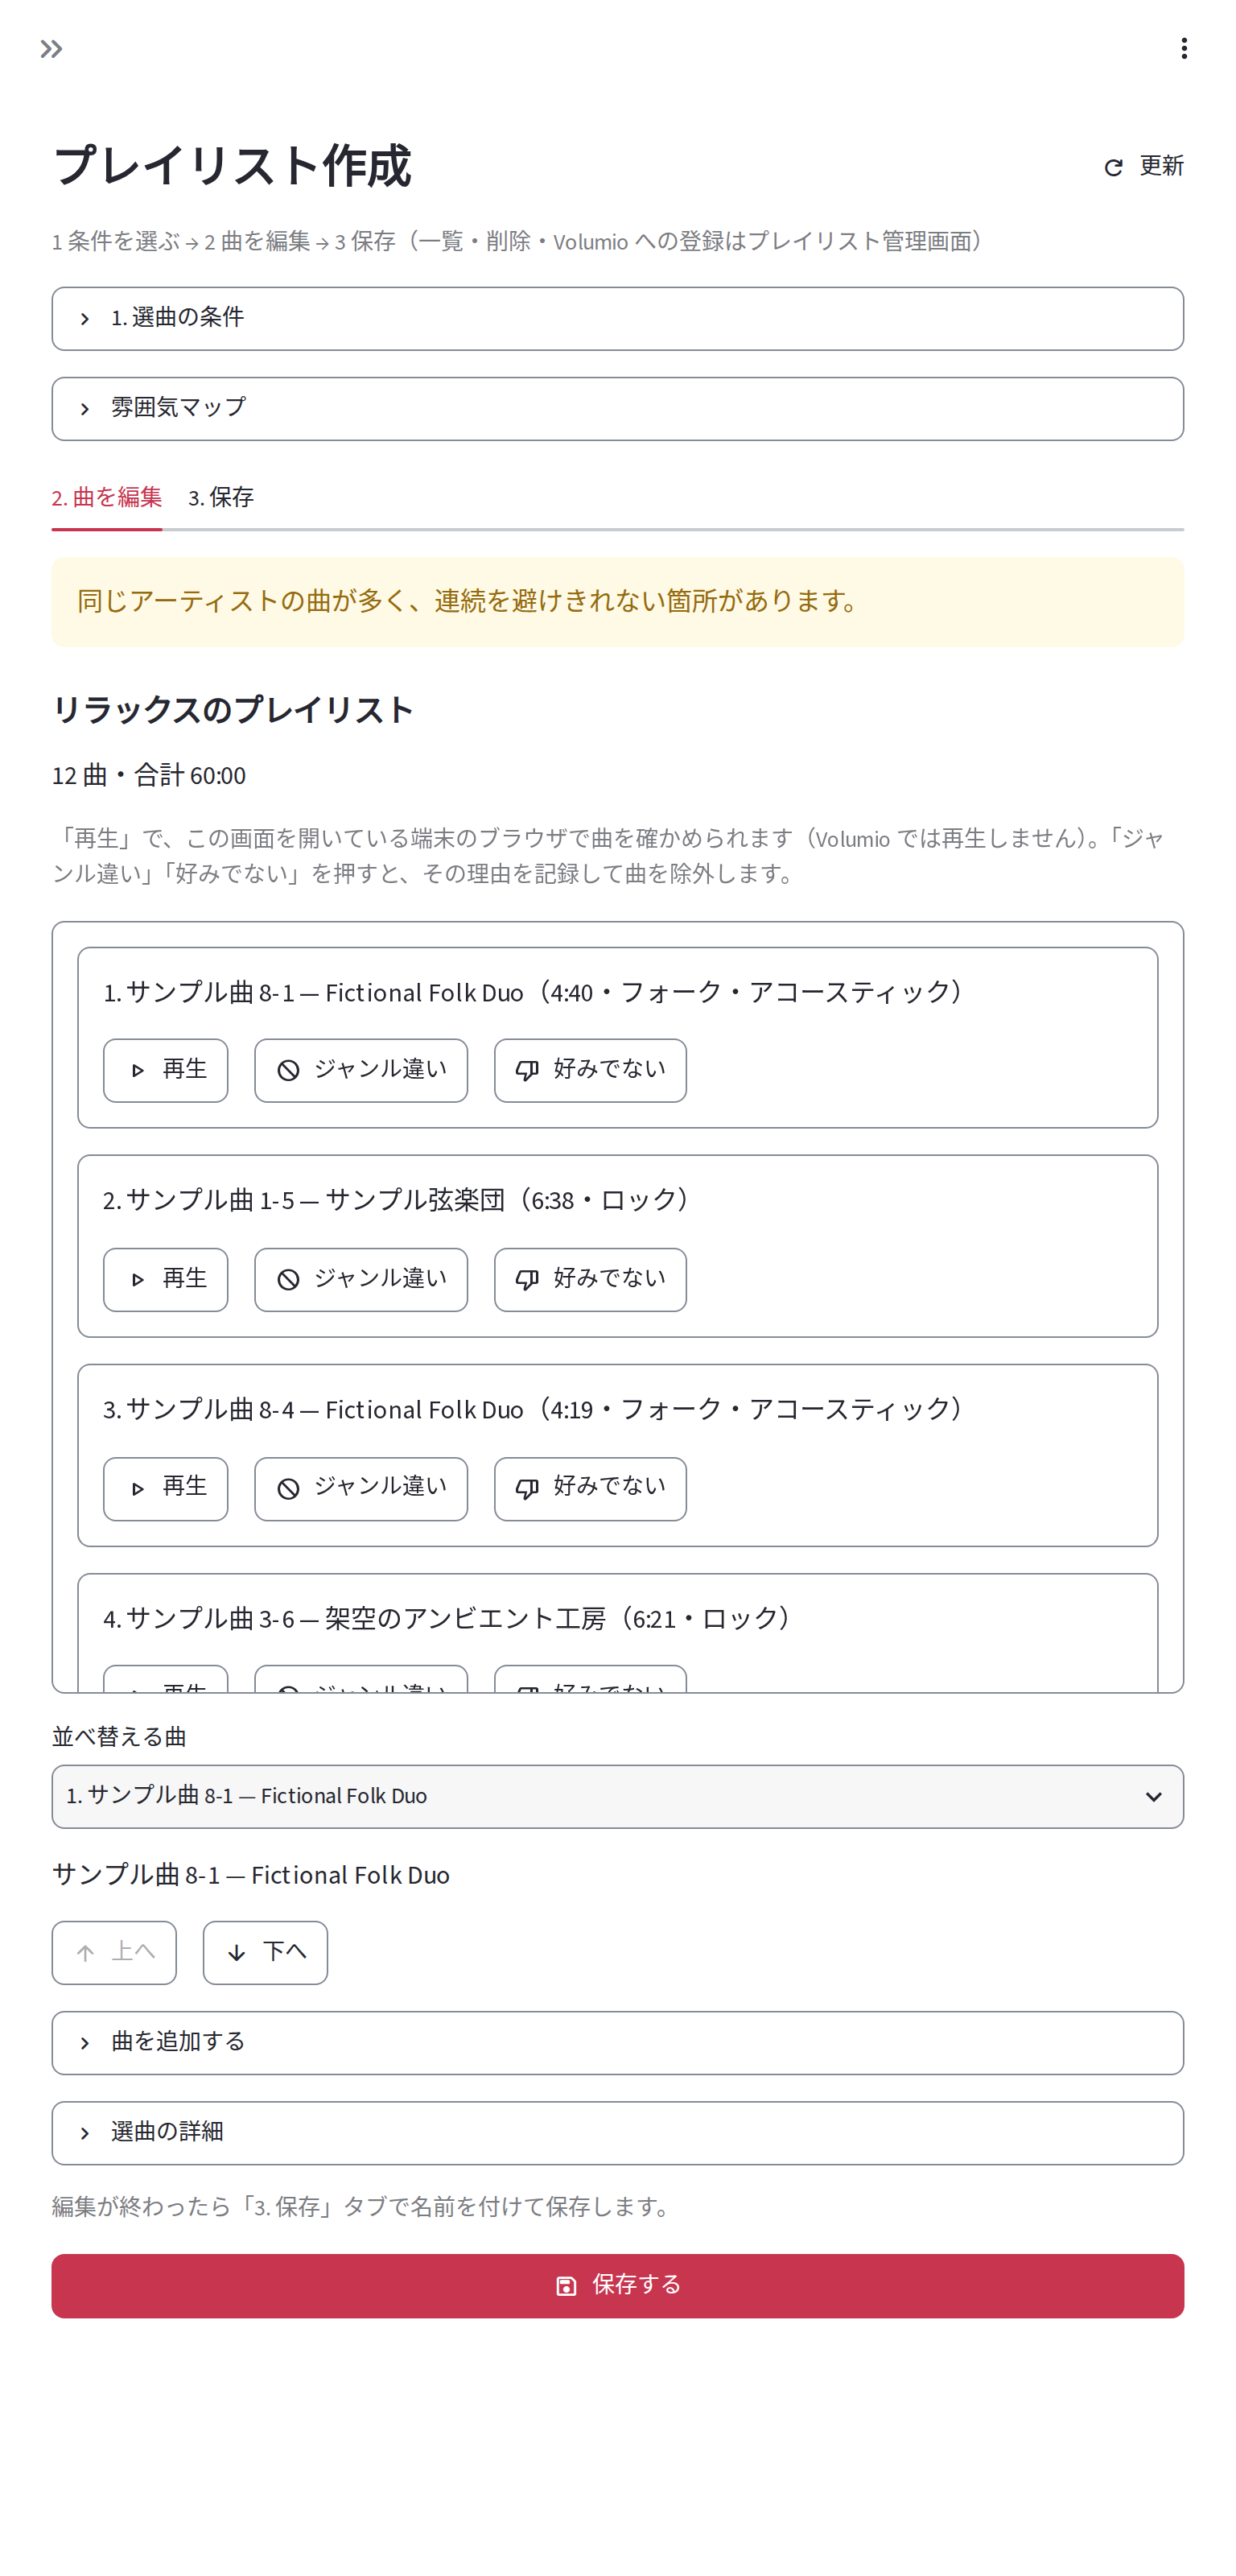 プレイリスト作成
更新
1 条件を選ぶ → 2 曲を編集 → 3 保存（一覧・削除・Volumio への登録はプレイリスト管理画面）
1. 選曲の条件
雰囲気マップ
2. 曲を編集 3. 保存
同じアーティストの曲が多く、連続を避けきれない箇所があります。
リラックスのプレイリスト
12 曲・合計 60:00
「再生」で、この画面を開いている端末のブラウザで曲を確かめられます（Volumio では再生しません）。「ジャ
ンル違い」「好みでない」を押すと、その理由を記録して曲を除外します。
1. サンプル曲 8-1 — Fictional Folk Duo（4:40・フォーク・アコースティック）
再生 ジャンル違い 好みでない
2. サンプル曲 1-5 — サンプル弦楽団（6:38・ロック）
再生 ジャンル違い 好みでない
3. サンプル曲 8-4 — Fictional Folk Duo（4:19・フォーク・アコースティック）
再生 ジャンル違い 好みでない
4. サンプル曲 3-6 — 架空のアンビエント工房（6:21・ロック）
再生 ジャンル違い 好みでない
並べ替える曲
1. サンプル曲 8-1 — Fictional Folk Duo
サンプル曲 8-1 — Fictional Folk Duo
上へ 下へ
曲を追加する
選曲の詳細
編集が終わったら「3. 保存」タブで名前を付けて保存します。
保存する